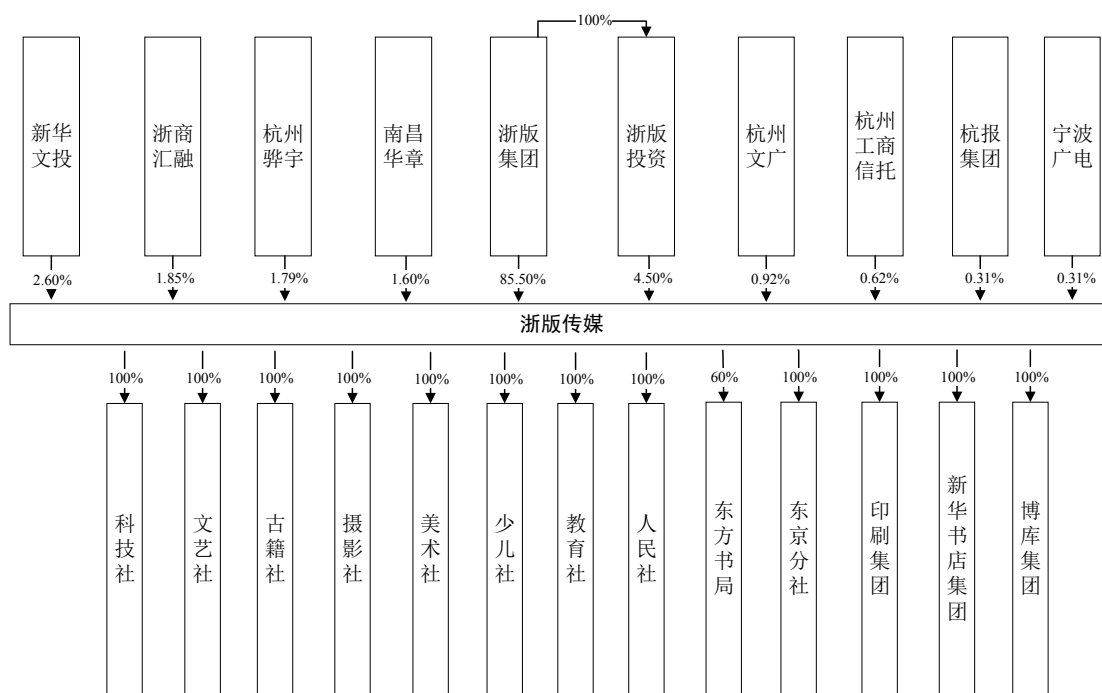 100%
新华
文投
浙商
汇融
杭州
骅宇
南昌
华章
浙版
集团
浙版
投资
杭州
文广
杭州
工商
信托
杭报
集团
宁波
广电
2.60%
1.85%
1.79%
1.60%
85.50%
4.50%
0.92%
0.62%
0.31%
0.31%
浙版传媒
100%
100%
100%
100%
100%
100%
100%
100%
60%
100%
100%
100%
100%
科技社
文艺社
古籍社
摄影社
美术社
少儿社
教育社
人民社
东方书局
东京分社
印刷集团
新华书店集团
博库集团